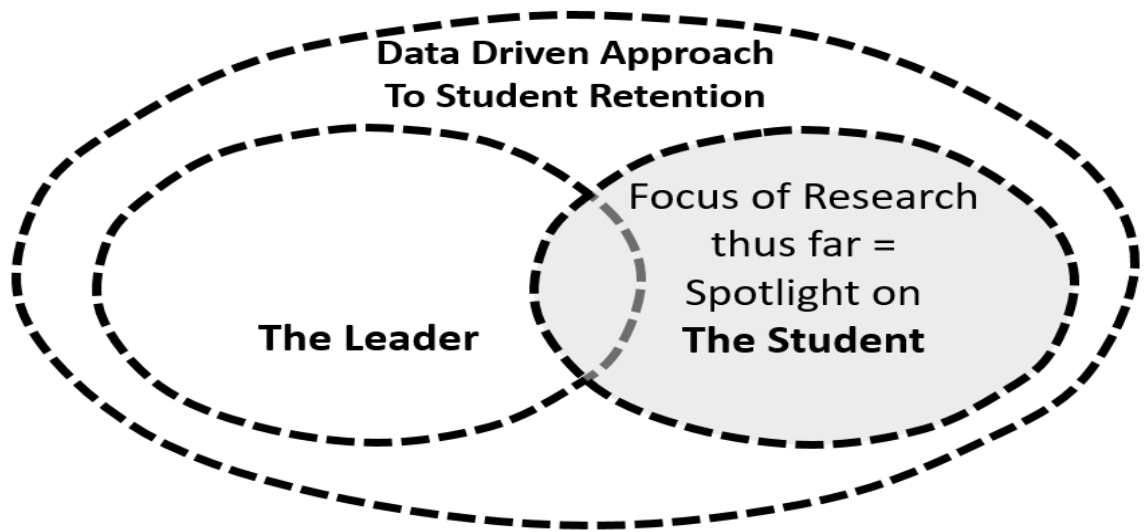 Data Driven Approach
To Student Retention
Focus of Research
thus far =
Spotlight on
The Leader
The Student